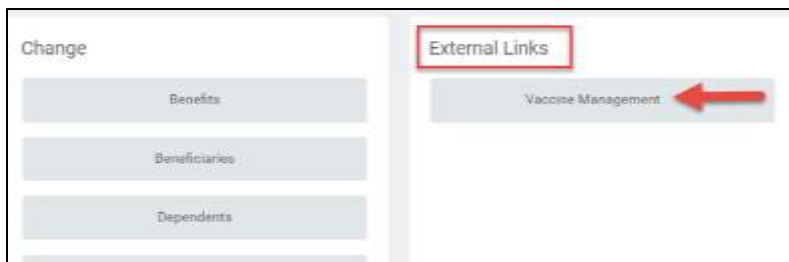 Change
Benefits
Beneficiaries
Dependents
External Links
Vaccine Management